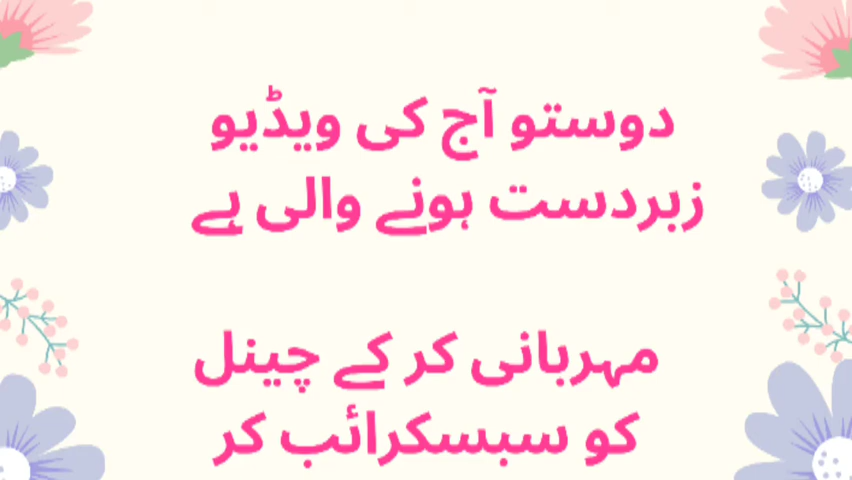 دوستو آج کی ویڈیو
زبردست ہونے والی ہے
مہربانی کر کے چینل
کو سبسکرائب کر